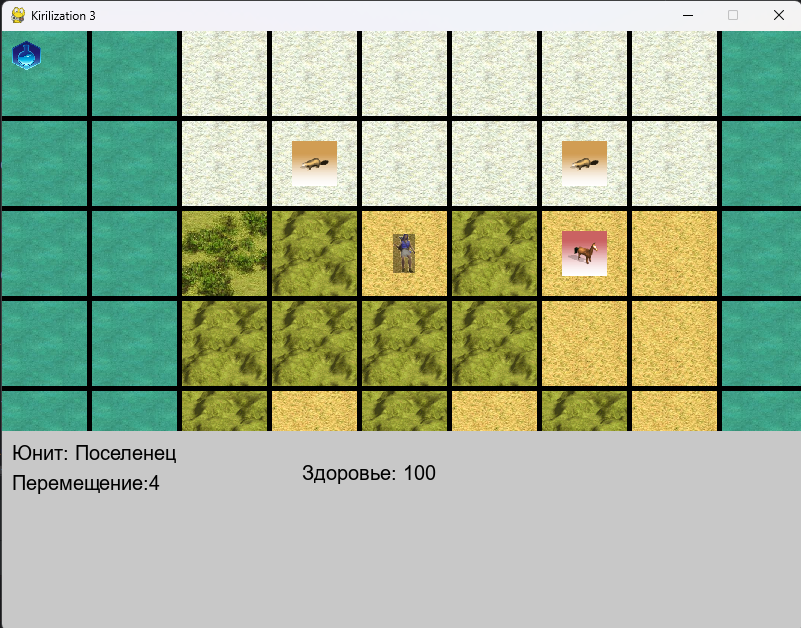 Kirilization 3
Юнит: Поселенец
Здоровье: 100
Перемещение:4